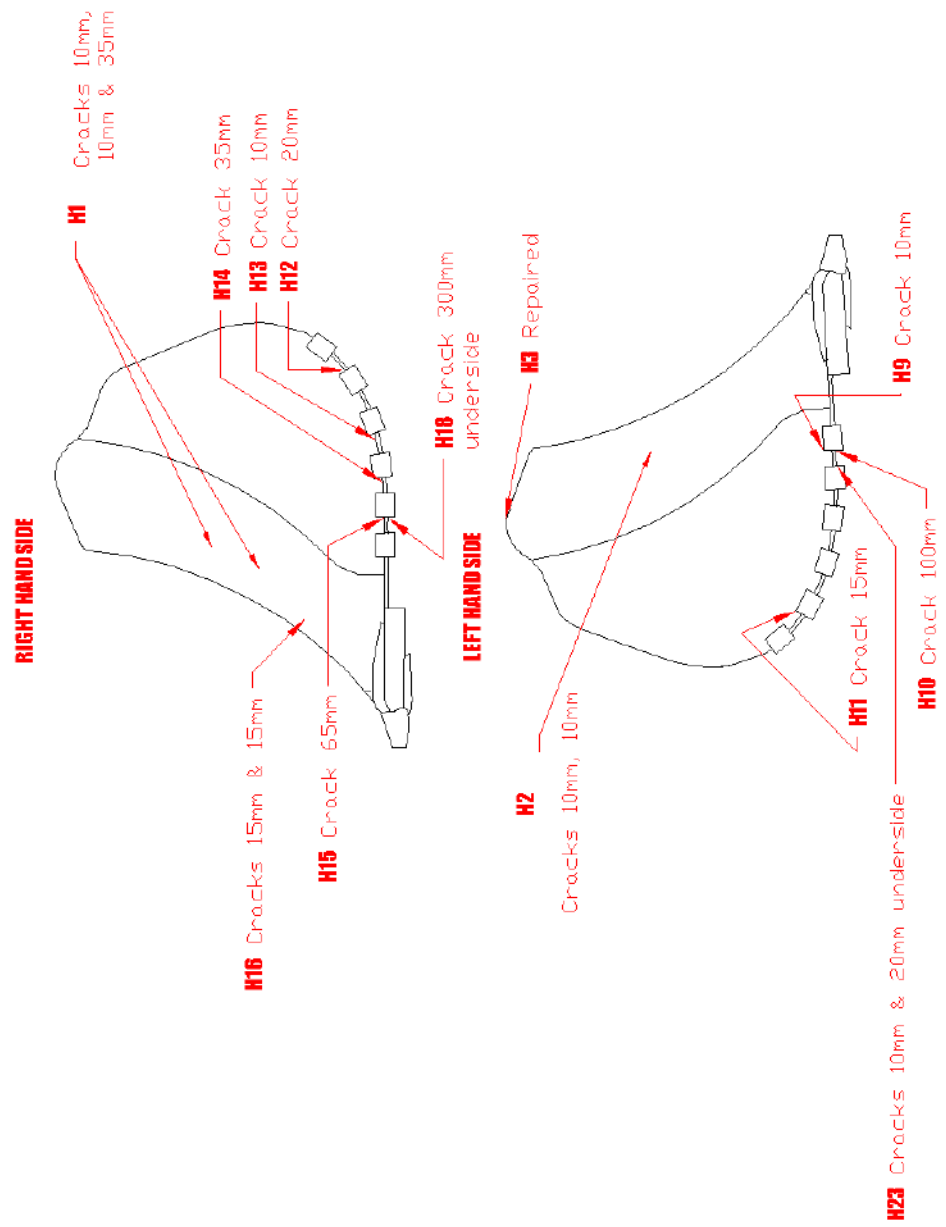 RIGHT HAND SIDE
H1 Cracks 10mm,
10mm & 35mm
H14 Crack 35mm
H13 Crack 10mm
H12 Crack 20mm
H16 Cracks 15mm & 15mm
H15 Crack 65mm
H18 Crack 300mm
underside
LEFT HAND SIDE
H3 Repaired
H2
Cracks 10mm, 10mm
H9 Crack 10mm
H11 Crack 15mm
H10 Crack 100mm
H23 Cracks 10mm & 20mm underside